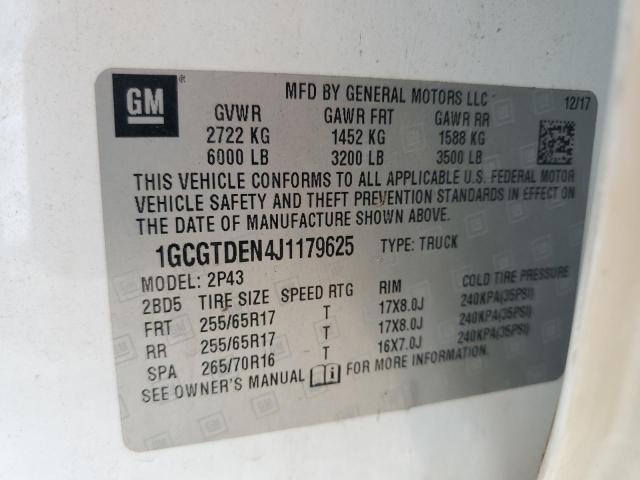 GM
®
MFD BY GENERAL MOTORS LLC
12/17
GVWR GAWR FRT GAWR RR
2722 KG 1452 KG 1588 KG
6000 LB 3200 LB 3500 LB
THIS VEHICLE CONFORMS TO ALL APPLICABLE U.S. FEDERAL MOTOR
VEHICLE SAFETY AND THEFT PREVENTION STANDARDS IN EFFECT ON
THE DATE OF MANUFACTURE SHOWN ABOVE.
1GCGTDEN4J1179625 TYPE: TRUCK
MODEL: 2P43
2BD5 TIRE SIZE SPEED RTG RIM COLD TIRE PRESSURE
FRT 255/65R17 T 17X8.0J 240KPA(35PSI)
RR 255/65R17 T 17X8.0J 240KPA(35PSI)
SPA 265/70R16 T 16X7.0J 240KPA(35PSI)
SEE OWNER'S MANUAL i FOR MORE INFORMATION.